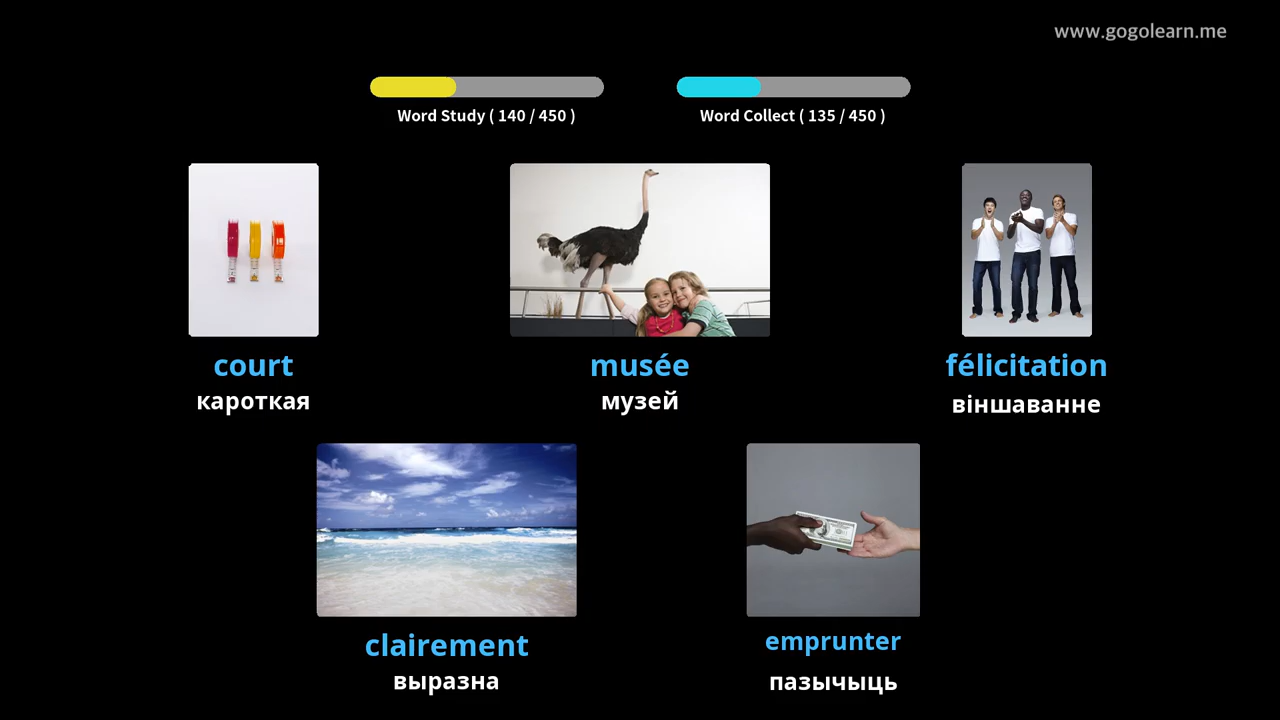 www.gogolearn.me
Word Study ( 140 / 450 )
Word Collect ( 135 / 450 )
court
кароткая
musée
музей
félicitation
віншаванне
clairement
выразна
emprunter
пазычыць